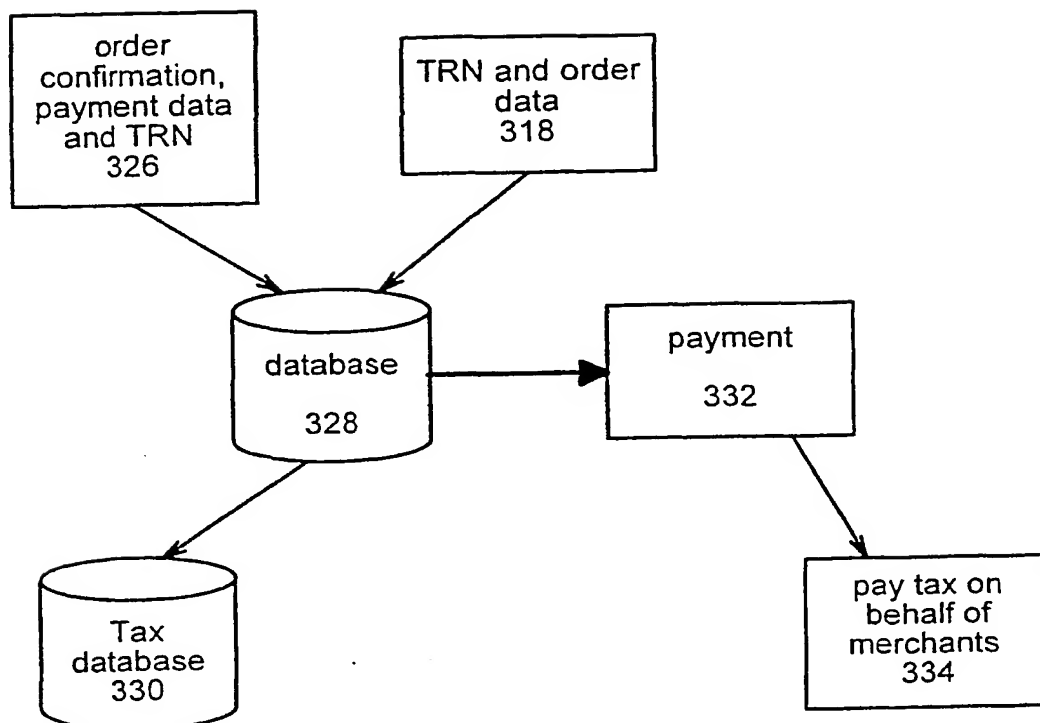 order
confirmation,
payment data
and TRN
326
TRN and order
data
318
database
328
payment
332
Tax
database
330
pay tax on
behalf of
merchants
334